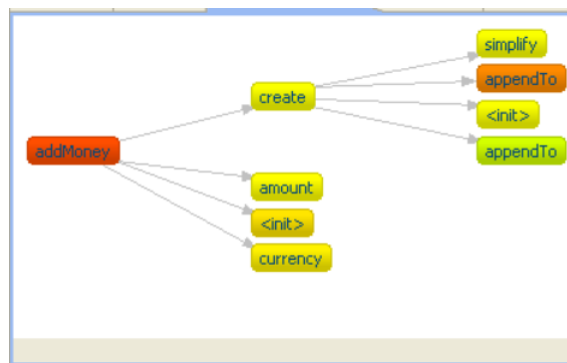 simplify
appendTo
create
<init>
addMoney
appendTo
amount
<init>
currency